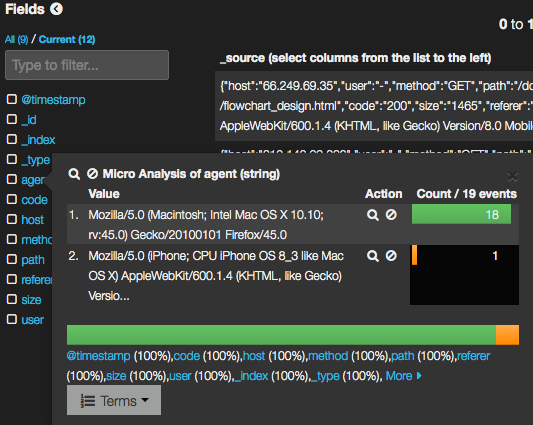 Fields
0 to 1
All (9) / Current (12)
Type to filter...
_source (select columns from the list to the left)
@timestamp
_id
_index
_type
agen
code
host
metho
path
referer
size
user
{"host":"66.249.69.35","user":"-","method":"GET","path":"/do
/flowchart_design.html","code":"200","size":"1465","referer":"
AppleWebKit/600.1.4 (KHTML, like Gecko) Version/8.0 Mobil
Micro Analysis of agent (string)
Value Action Count / 19 events
1. Mozilla/5.0 (Macintosh; Intel Mac OS X 10.10; 18
rv:45.0) Gecko/20100101 Firefox/45.0
2. Mozilla/5.0 (iPhone; CPU iPhone OS 8_3 like Mac 1
OS X) AppleWebKit/600.1.4 (KHTML, like Gecko)
Versio...
@timestamp (100%),code (100%),host (100%),method (100%),path (100%),referer
(100%),size (100%),user (100%),_index (100%),_type (100%), More
Terms